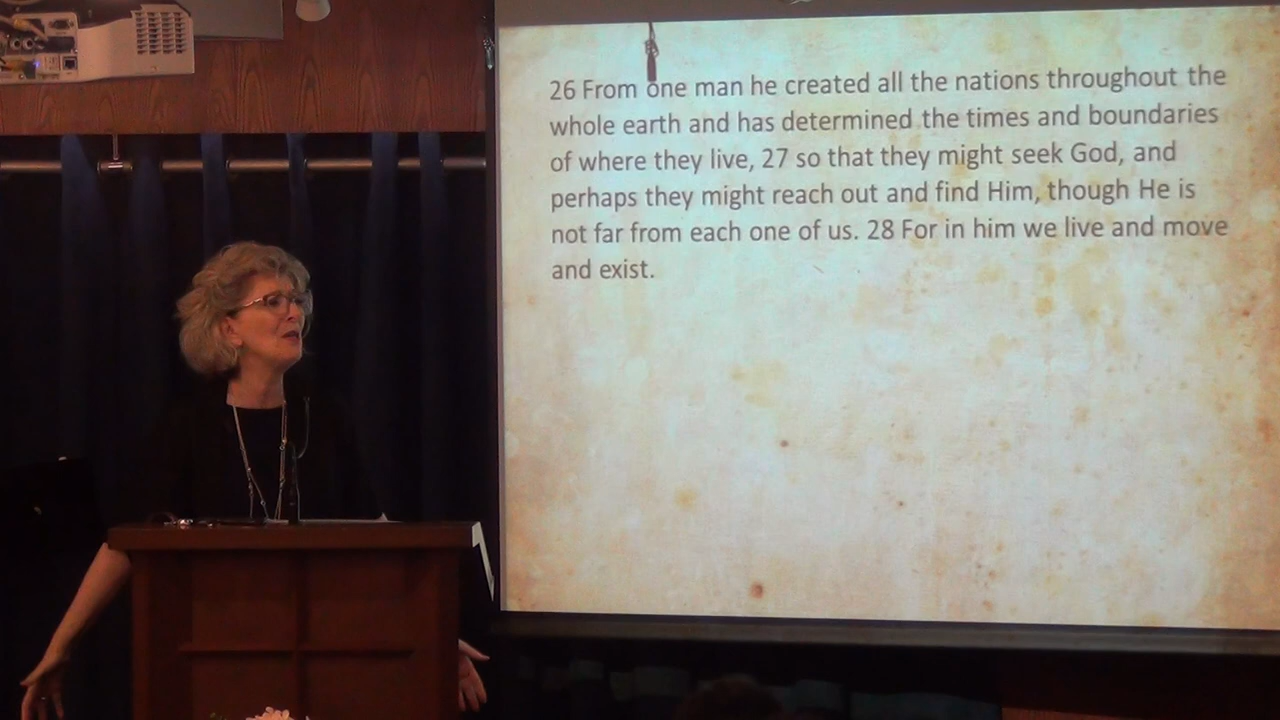 26 From one man he created all the nations throughout the
whole earth and has determined the times and boundaries
of where they live, 27 so that they might seek God, and
perhaps they might reach out and find Him, though He is
not far from each one of us. 28 For in him we live and move
and exist.